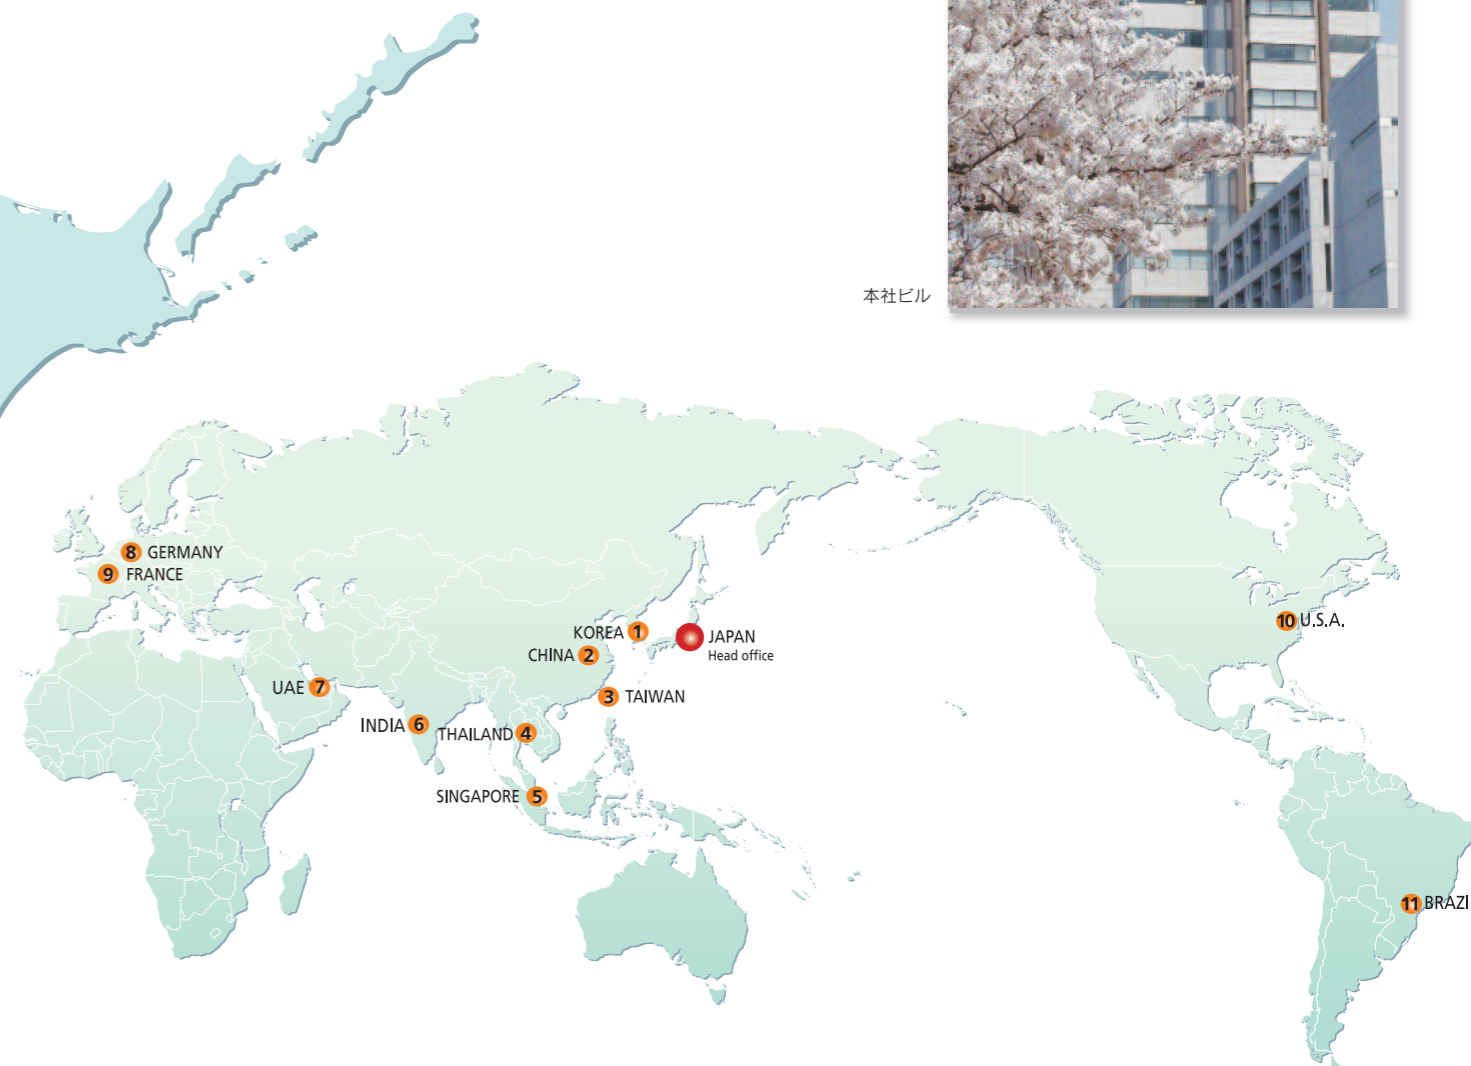 本社ビル
8 GERMANY
9 FRANCE
KOREA 1
JAPAN
Head office
CHINA 2
UAE 7
3 TAIWAN
INDIA 6
THAILAND 4
SINGAPORE 5
10 U.S.A.
11 BRAZI